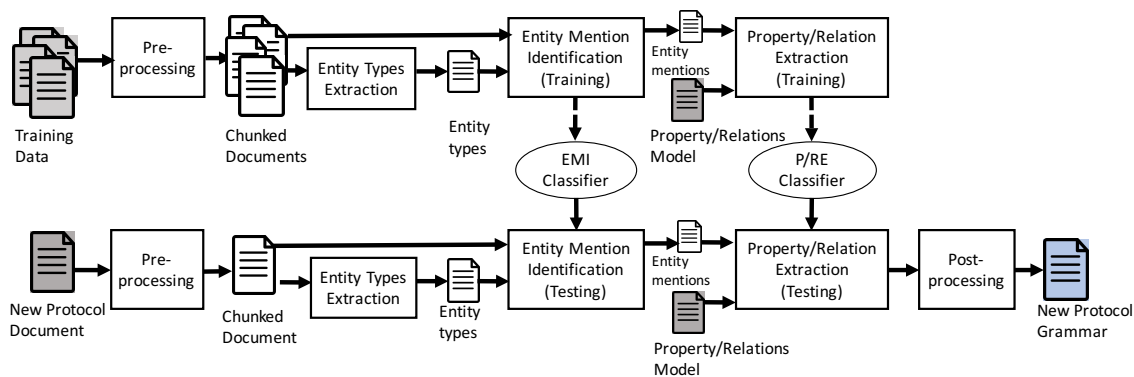 Pre-
processing
Entity Types
Extraction
Entity Mention
Identification
(Training)
Entity
mentions
Property/Relation
Extraction
(Training)
Training
Data
Chunked
Documents
Entity
types
Property/Relations
Model
EMI
Classifier
P/RE
Classifier
Pre-
processing
Entity Types
Extraction
Entity Mention
Identification
(Testing)
Entity
mentions
Property/Relation
Extraction
(Testing)
Post-
processing
New Protocol
Document
Chunked
Document
Entity
types
Property/Relations
Model
New Protocol
Grammar